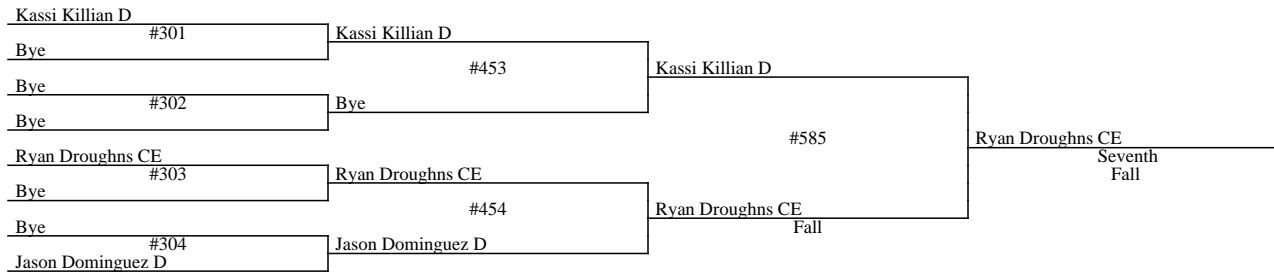 Kassi Killian D
#301
Kassi Killian D
Bye
#453
Kassi Killian D
Bye
#302
Bye
Bye
#585
Ryan Droughns CE
Seventh
Fall
Ryan Droughns CE
#303
Ryan Droughns CE
Bye
#454
Ryan Droughns CE
Fall
Bye
#304
Jason Dominguez D
Jason Dominguez D